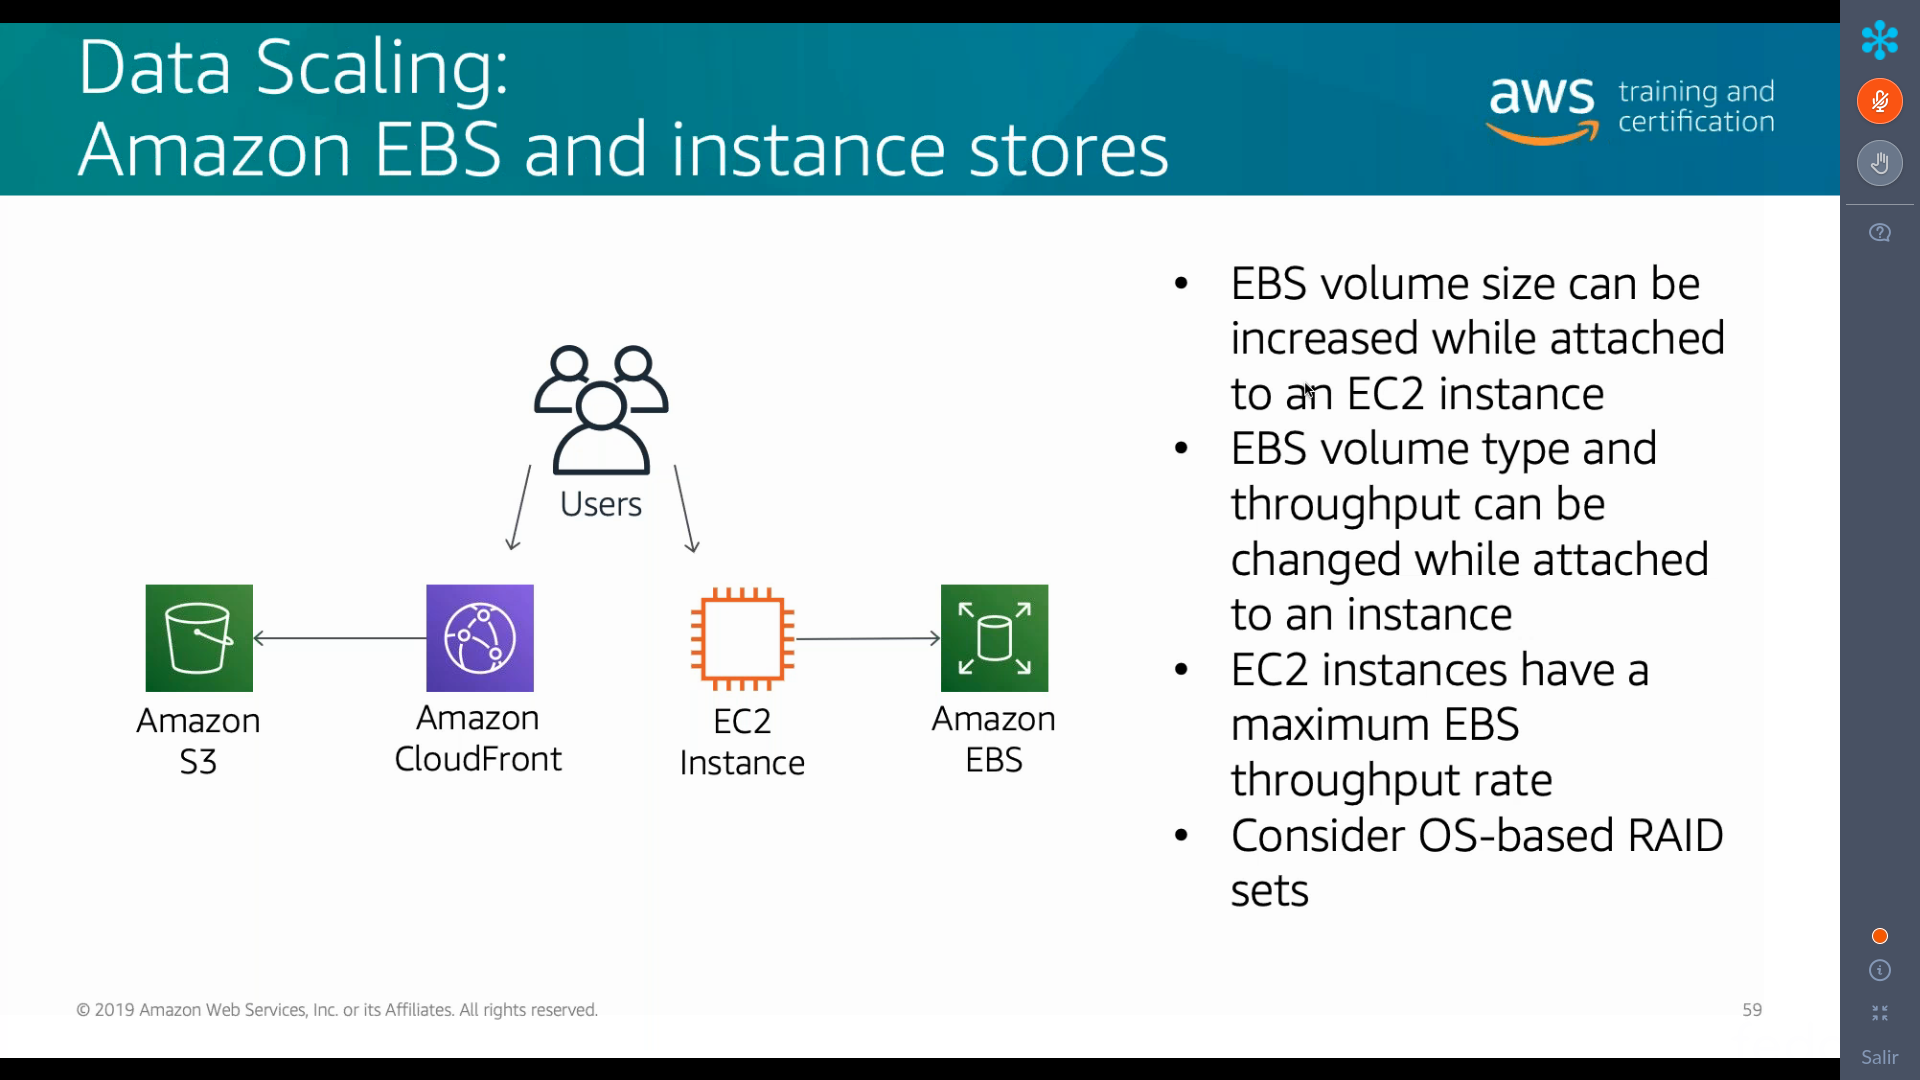 Data Scaling:
Amazon EBS and instance stores
aws
training and
certification
Users
Amazon
S3
Amazon
CloudFront
EC2
Instance
Amazon
EBS
• EBS volume size can be
increased while attached
to an EC2 instance
• EBS volume type and
throughput can be
changed while attached
to an instance
• EC2 instances have a
maximum EBS
throughput rate
• Consider OS-based RAID
sets
© 2019 Amazon Web Services, Inc. or its Affiliates. All rights reserved.
59
Salir